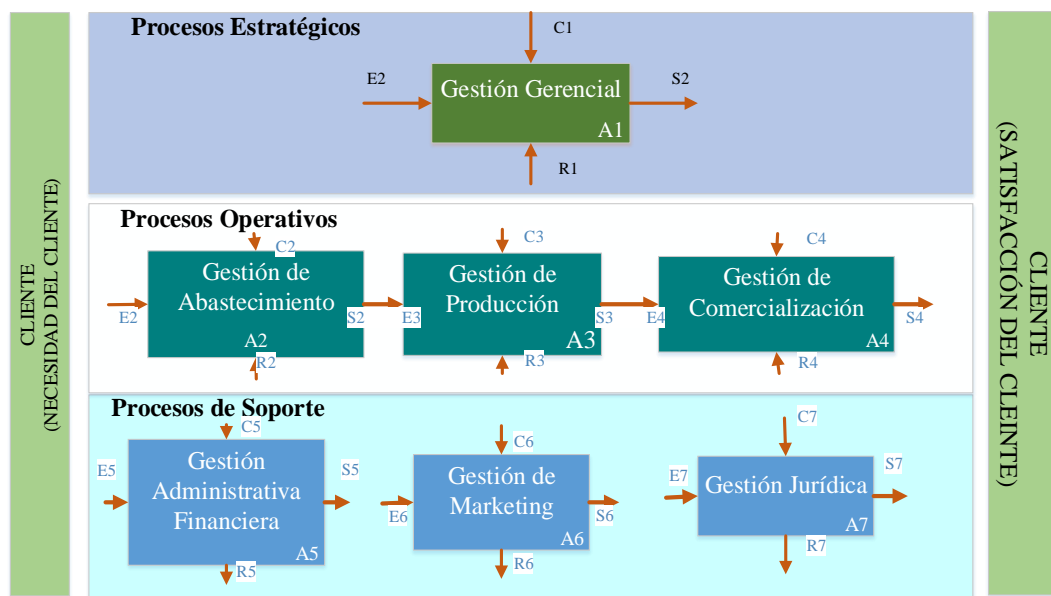 CLIENTE
(NECESIDAD DEL CLIENTE)
Procesos Estratégicos
C1
E2
Gestión Gerencial
A1
S2
R1
Procesos Operativos
C2
E2
Gestión de
Abastecimiento
A2
S2
R2
C3
E3
Gestión de
Producción
A3
S3
R3
C4
E4
Gestión de
Comercialización
A4
S4
R4
Procesos de Soporte
C5
E5
Gestión
Administrativa
Financiera
A5
S5
R5
C6
E6
Gestión de
Marketing
A6
S6
R6
C7
E7
Gestión Jurídica
A7
S7
R7
CLIENTE
(SATISFACCIÓN DEL CLEINTE)